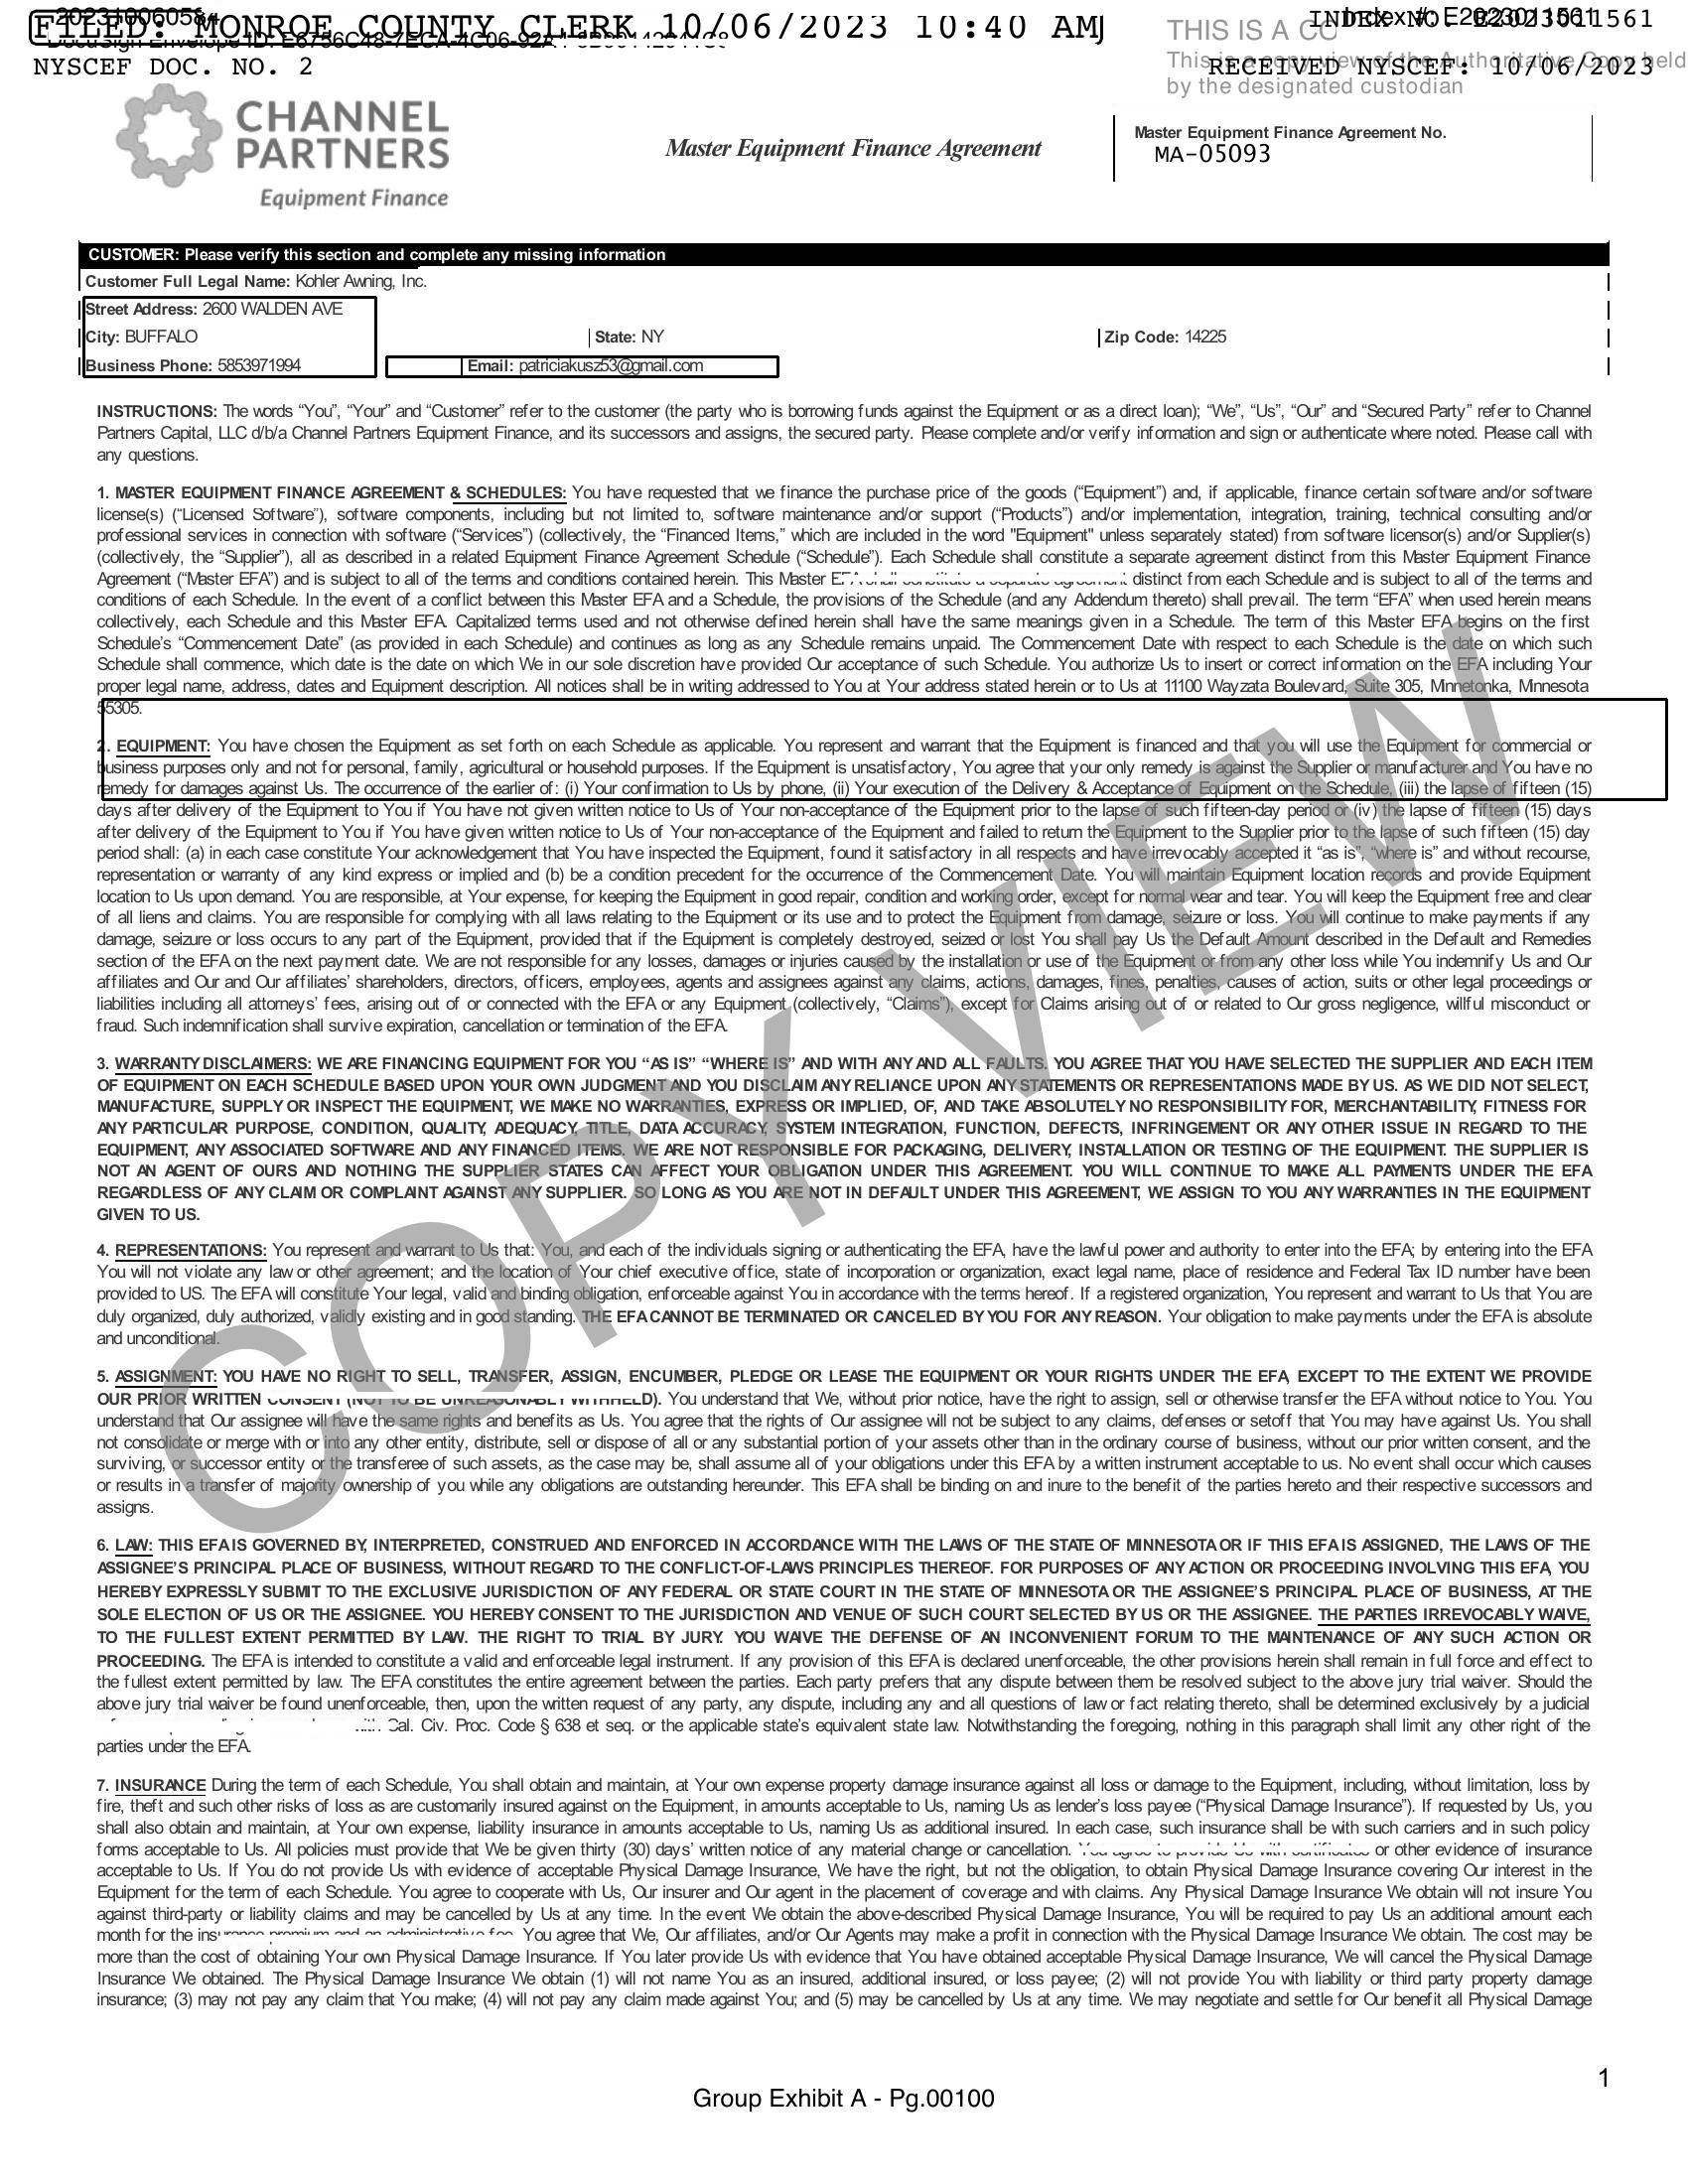 202310060584
Index #: E2023011561
FILED: MONROE COUNTY CLERK 10/06/2023 10:40 AM
INDEX NO. E2023011561
THIS IS A
DocuSign Envelope ID:
NYSCEF DOC. NO. 2
This is a copy view of the Authoritative Copy held
RECEIVED NYSCEF: 10/06/2023
by the designated custodian
CHANNEL
PARTNERS
Equipment Finance
Master Equipment Finance Agreement
Master Equipment Finance Agreement No.
MA-05093
CUSTOMER: Please verify this section and complete any missing information
Customer Full Legal Name: Kohler Awning, Inc.
Street Address: 2600 WALDEN AVE
City: BUFFALO State: NY Zip Code: 14225
Business Phone: 5853971994 Email: patriciakusz53@gmail.com
INSTRUCTIONS: The words “You”, “Your” and “Customer” refer to the customer (the party who is borrowing funds against the Equipment or as a direct loan); “We”, “Us”, “Our” and “Secured Party” refer to Channel
Partners Capital, LLC d/b/a Channel Partners Equipment Finance, and its successors and assigns, the secured party. Please complete and/or verify information and sign or authenticate where noted. Please call with
any questions.
1. MASTER EQUIPMENT FINANCE AGREEMENT & SCHEDULES: You have requested that we finance the purchase price of the goods (“Equipment”) and, if applicable, finance certain software and/or software
license(s) (“Licensed Software”), software components, including but not limited to, software maintenance and/or support (“Products”) and/or implementation, integration, training, technical consulting and/or
professional services in connection with software (“Services”) (collectively, the “Financed Items,” which are included in the word "Equipment" unless separately stated) from software licensor(s) and/or Supplier(s)
(collectively, the “Supplier”), all as described in a related Equipment Finance Agreement Schedule (“Schedule”). Each Schedule shall constitute a separate agreement distinct from this Master Equipment Finance
Agreement (“Master EFA”) and is subject to all of the terms and conditions contained herein. This Master EFA shall constitute a separate agreement distinct from each Schedule and is subject to all of the terms and
conditions of each Schedule. In the event of a conflict between this Master EFA and a Schedule, the provisions of the Schedule (and any Addendum thereto) shall prevail. The term “EFA” when used herein means
collectively, each Schedule and this Master EFA. Capitalized terms used and not otherwise defined herein shall have the same meanings given in a Schedule. The term of this Master EFA begins on the first
Schedule’s “Commencement Date” (as provided in each Schedule) and continues as long as any Schedule remains unpaid. The Commencement Date with respect to each Schedule is the date on which such
Schedule shall commence, which date is the date on which We in our sole discretion have provided Our acceptance of such Schedule. You authorize Us to insert or correct information on the EFA including Your
proper legal name, address, dates and Equipment description. All notices shall be in writing addressed to You at Your address stated herein or to Us at 11100 Wayzata Boulevard, Suite 305, Minnetonka, Minnesota
55305.
2. EQUIPMENT: You have chosen the Equipment as set forth on each Schedule as applicable. You represent and warrant that the Equipment is financed and that you will use the Equipment for commercial or
business purposes only and not for personal, family, agricultural or household purposes. If the Equipment is unsatisfactory, You agree that your only remedy is against the Supplier or manufacturer and You have no
remedy for damages against Us. The occurrence of the earlier of: (i) Your confirmation to Us by phone, (ii) Your execution of the Delivery & Acceptance of Equipment on the Schedule, (iii) the lapse of fifteen (15)
days after delivery of the Equipment to You if You have not given written notice to Us of Your non-acceptance of the Equipment prior to the lapse of such fifteen-day period or (iv) the lapse of fifteen (15) days
after delivery of the Equipment to You if You have given written notice to Us of Your non-acceptance of the Equipment and failed to return the Equipment to the Supplier prior to the lapse of such fifteen (15) day
period shall: (a) in each case constitute Your acknowledgement that You have inspected the Equipment, found it satisfactory in all respects and have irrevocably accepted it “as is”, “where is” and without recourse,
representation or warranty of any kind express or implied and (b) be a condition precedent for the occurrence of the Commencement Date. You will maintain Equipment location records and provide Equipment
location to Us upon demand. You are responsible, at Your expense, for keeping the Equipment in good repair, condition and working order, except for normal wear and tear. You will keep the Equipment free and clear
of all liens and claims. You are responsible for complying with all laws relating to the Equipment or its use and to protect the Equipment from damage, seizure or loss. You will continue to make payments if any
damage, seizure or loss occurs to any part of the Equipment, provided that if the Equipment is completely destroyed, seized or lost You shall pay Us the Default Amount described in the Default and Remedies
section of the EFA on the next payment date. We are not responsible for any losses, damages or injuries caused by the installation or use of the Equipment or from any other loss while You indemnify Us and Our
affiliates and Our and Our affiliates’ shareholders, directors, officers, employees, agents and assignees against any claims, actions, damages, fines, penalties, causes of action, suits or other legal proceedings or
liabilities including all attorneys’ fees, arising out of or connected with the EFA or any Equipment (collectively, “Claims”), except for Claims arising out of or related to Our gross negligence, willful misconduct or
fraud. Such indemnification shall survive expiration, cancellation or termination of the EFA.
3. WARRANTY DISCLAIMERS: WE ARE FINANCING EQUIPMENT FOR YOU “AS IS” “WHERE IS” AND WITH ANY AND ALL FAULTS. YOU AGREE THAT YOU HAVE SELECTED THE SUPPLIER AND EACH ITEM
OF EQUIPMENT ON EACH SCHEDULE BASED UPON YOUR OWN JUDGMENT AND YOU DISCLAIM ANY RELIANCE UPON ANY STATEMENTS OR REPRESENTATIONS MADE BY US. AS WE DID NOT SELECT,
MANUFACTURE, SUPPLY OR INSPECT THE EQUIPMENT, WE MAKE NO WARRANTIES, EXPRESS OR IMPLIED, OF, AND TAKE ABSOLUTELY NO RESPONSIBILITY FOR, MERCHANTABILITY, FITNESS FOR
ANY PARTICULAR PURPOSE, CONDITION, QUALITY, ADEQUACY, TITLE, DATA ACCURACY, SYSTEM INTEGRATION, FUNCTION, DEFECTS, INFRINGEMENT OR ANY OTHER ISSUE IN REGARD TO THE
EQUIPMENT, ANY ASSOCIATED SOFTWARE AND ANY FINANCED ITEMS. WE ARE NOT RESPONSIBLE FOR PACKAGING, DELIVERY, INSTALLATION OR TESTING OF THE EQUIPMENT. THE SUPPLIER IS
NOT AN AGENT OF OURS AND NOTHING THE SUPPLIER STATES CAN AFFECT YOUR OBLIGATION UNDER THIS AGREEMENT. YOU WILL CONTINUE TO MAKE ALL PAYMENTS UNDER THE EFA
REGARDLESS OF ANY CLAIM OR COMPLAINT AGAINST ANY SUPPLIER. SO LONG AS YOU ARE NOT IN DEFAULT UNDER THIS AGREEMENT, WE ASSIGN TO YOU ANY WARRANTIES IN THE EQUIPMENT
GIVEN TO US.
4. REPRESENTATIONS: You represent and warrant to Us that: You, and each of the individuals signing or authenticating the EFA, have the lawful power and authority to enter into the EFA; by entering into the EFA
You will not violate any law or other agreement; and the location of Your chief executive office, state of incorporation or organization, exact legal name, place of residence and Federal Tax ID number have been
provided to US. The EFA will constitute Your legal, valid and binding obligation, enforceable against You in accordance with the terms hereof. If a registered organization, You represent and warrant to Us that You are
duly organized, duly authorized, validly existing and in good standing. THE EFA CANNOT BE TERMINATED OR CANCELED BY YOU FOR ANY REASON. Your obligation to make payments under the EFA is absolute
and unconditional.
5. ASSIGNMENT: YOU HAVE NO RIGHT TO SELL, TRANSFER, ASSIGN, ENCUMBER, PLEDGE OR LEASE THE EQUIPMENT OR YOUR RIGHTS UNDER THE EFA, EXCEPT TO THE EXTENT WE PROVIDE
OUR PRIOR WRITTEN CONSENT (NOT TO BE UNREASONABLY WITHHELD). You understand that We, without prior notice, have the right to assign, sell or otherwise transfer the EFA without notice to You. You
understand that Our assignee will have the same rights and benefits as Us. You agree that the rights of Our assignee will not be subject to any claims, defenses or setoff that You may have against Us. You shall
not consolidate or merge with or into any other entity, distribute, sell or dispose of all or any substantial portion of your assets other than in the ordinary course of business, without our prior written consent, and the
surviving, or successor entity or the transferee of such assets, as the case may be, shall assume all of your obligations under this EFA by a written instrument acceptable to us. No event shall occur which causes
or results in a transfer of majority ownership of you while any obligations are outstanding hereunder. This EFA shall be binding on and inure to the benefit of the parties hereto and their respective successors and
assigns.
6. LAW: THIS EFA IS GOVERNED BY, INTERPRETED, CONSTRUED AND ENFORCED IN ACCORDANCE WITH THE LAWS OF THE STATE OF MINNESOTA OR IF THIS EFA IS ASSIGNED, THE LAWS OF THE
ASSIGNEE’S PRINCIPAL PLACE OF BUSINESS, WITHOUT REGARD TO THE CONFLICT-OF-LAWS PRINCIPLES THEREOF. FOR PURPOSES OF ANY ACTION OR PROCEEDING INVOLVING THIS EFA, YOU
HEREBY EXPRESSLY SUBMIT TO THE EXCLUSIVE JURISDICTION OF ANY FEDERAL OR STATE COURT IN THE STATE OF MINNESOTA OR THE ASSIGNEE’S PRINCIPAL PLACE OF BUSINESS, AT THE
SOLE ELECTION OF US OR THE ASSIGNEE. YOU HEREBY CONSENT TO THE JURISDICTION AND VENUE OF SUCH COURT SELECTED BY US OR THE ASSIGNEE. THE PARTIES IRREVOCABLY WAIVE,
TO THE FULLEST EXTENT PERMITTED BY LAW. THE RIGHT TO TRIAL BY JURY. YOU WAIVE THE DEFENSE OF AN INCONVENIENT FORUM TO THE MAINTENANCE OF ANY SUCH ACTION OR
PROCEEDING. The EFA is intended to constitute a valid and enforceable legal instrument. If any provision of this EFA is declared unenforceable, the other provisions herein shall remain in full force and effect to
the fullest extent permitted by law. The EFA constitutes the entire agreement between the parties. Each party prefers that any dispute between them be resolved subject to the above jury trial waiver. Should the
above jury trial waiver be found unenforceable, then, upon the written request of any party, any dispute, including any and all questions of law or fact relating thereto, shall be determined exclusively by a judicial
Cal. Civ. Proc. Code § 638 et seq. or the applicable state’s equivalent state law. Notwithstanding the foregoing, nothing in this paragraph shall limit any other right of the
parties under the EFA.
7. INSURANCE During the term of each Schedule, You shall obtain and maintain, at Your own expense property damage insurance against all loss or damage to the Equipment, including, without limitation, loss by
fire, theft and such other risks of loss as are customarily insured against on the Equipment, in amounts acceptable to Us, naming Us as lender’s loss payee (“Physical Damage Insurance”). If requested by Us, you
shall also obtain and maintain, at Your own expense, liability insurance in amounts acceptable to Us, naming Us as additional insured. In each case, such insurance shall be with such carriers and in such policy
forms acceptable to Us. All policies must provide that We be given thirty (30) days’ written notice of any material change or cancellation. You agree to provide Us with certificates or other evidence of insurance
acceptable to Us. If You do not provide Us with evidence of acceptable Physical Damage Insurance, We have the right, but not the obligation, to obtain Physical Damage Insurance covering Our interest in the
Equipment for the term of each Schedule. You agree to cooperate with Us, Our insurer and Our agent in the placement of coverage and with claims. Any Physical Damage Insurance We obtain will not insure You
against third-party or liability claims and may be cancelled by Us at any time. In the event We obtain the above-described Physical Damage Insurance, You will be required to pay Us an additional amount each
month for the insurance premium and an administrative fee. You agree that We, Our affiliates, and/or Our Agents may make a profit in connection with the Physical Damage Insurance We obtain. The cost may be
more than the cost of obtaining Your own Physical Damage Insurance. If You later provide Us with evidence that You have obtained acceptable Physical Damage Insurance, We will cancel the Physical Damage
Insurance We obtained. The Physical Damage Insurance We obtain (1) will not name You as an insured, additional insured, or loss payee; (2) will not provide You with liability or third party property damage
insurance; (3) may not pay any claim that You make; (4) will not pay any claim made against You; and (5) may be cancelled by Us at any time. We may negotiate and settle for Our benefit all Physical Damage
COPY VIEW
1
Group Exhibit A - Pg.00100